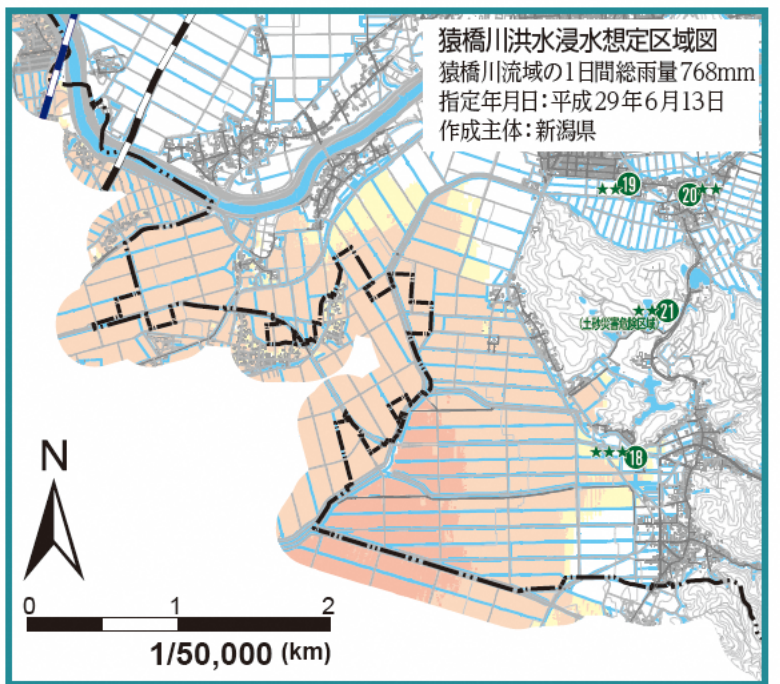 猿橋川洪水浸水想定区域図
猿橋川流域の1日間総雨量768mm
指定年月日:平成29年6月13日
作成主体:新潟県
★★19
20★★
★★21
(土砂災害危険区域)
★★★18
N
0 1 2
1/50,000 (km)